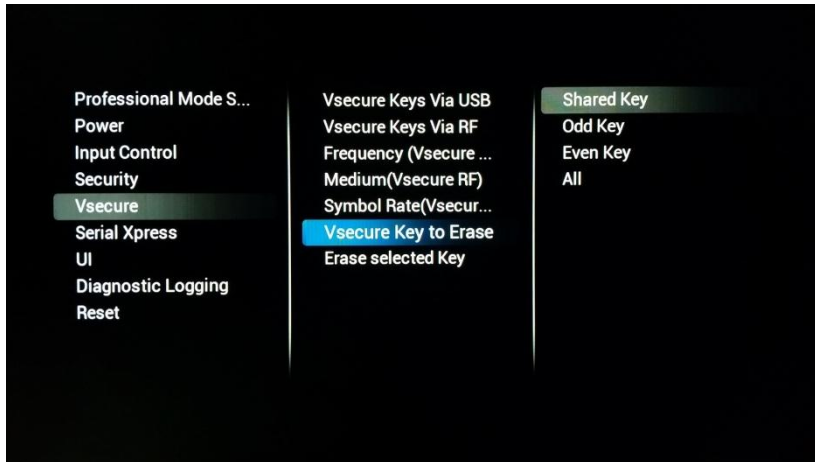 Professional Mode S...
Power
Input Control
Security
Vsecure
Serial Xpress
UI
Diagnostic Logging
Reset
Vsecure Keys Via USB
Vsecure Keys Via RF
Frequency (Vsecure ...
Medium(Vsecure RF)
Symbol Rate(Vsecur...
Vsecure Key to Erase
Erase selected Key
Shared Key
Odd Key
Even Key
All